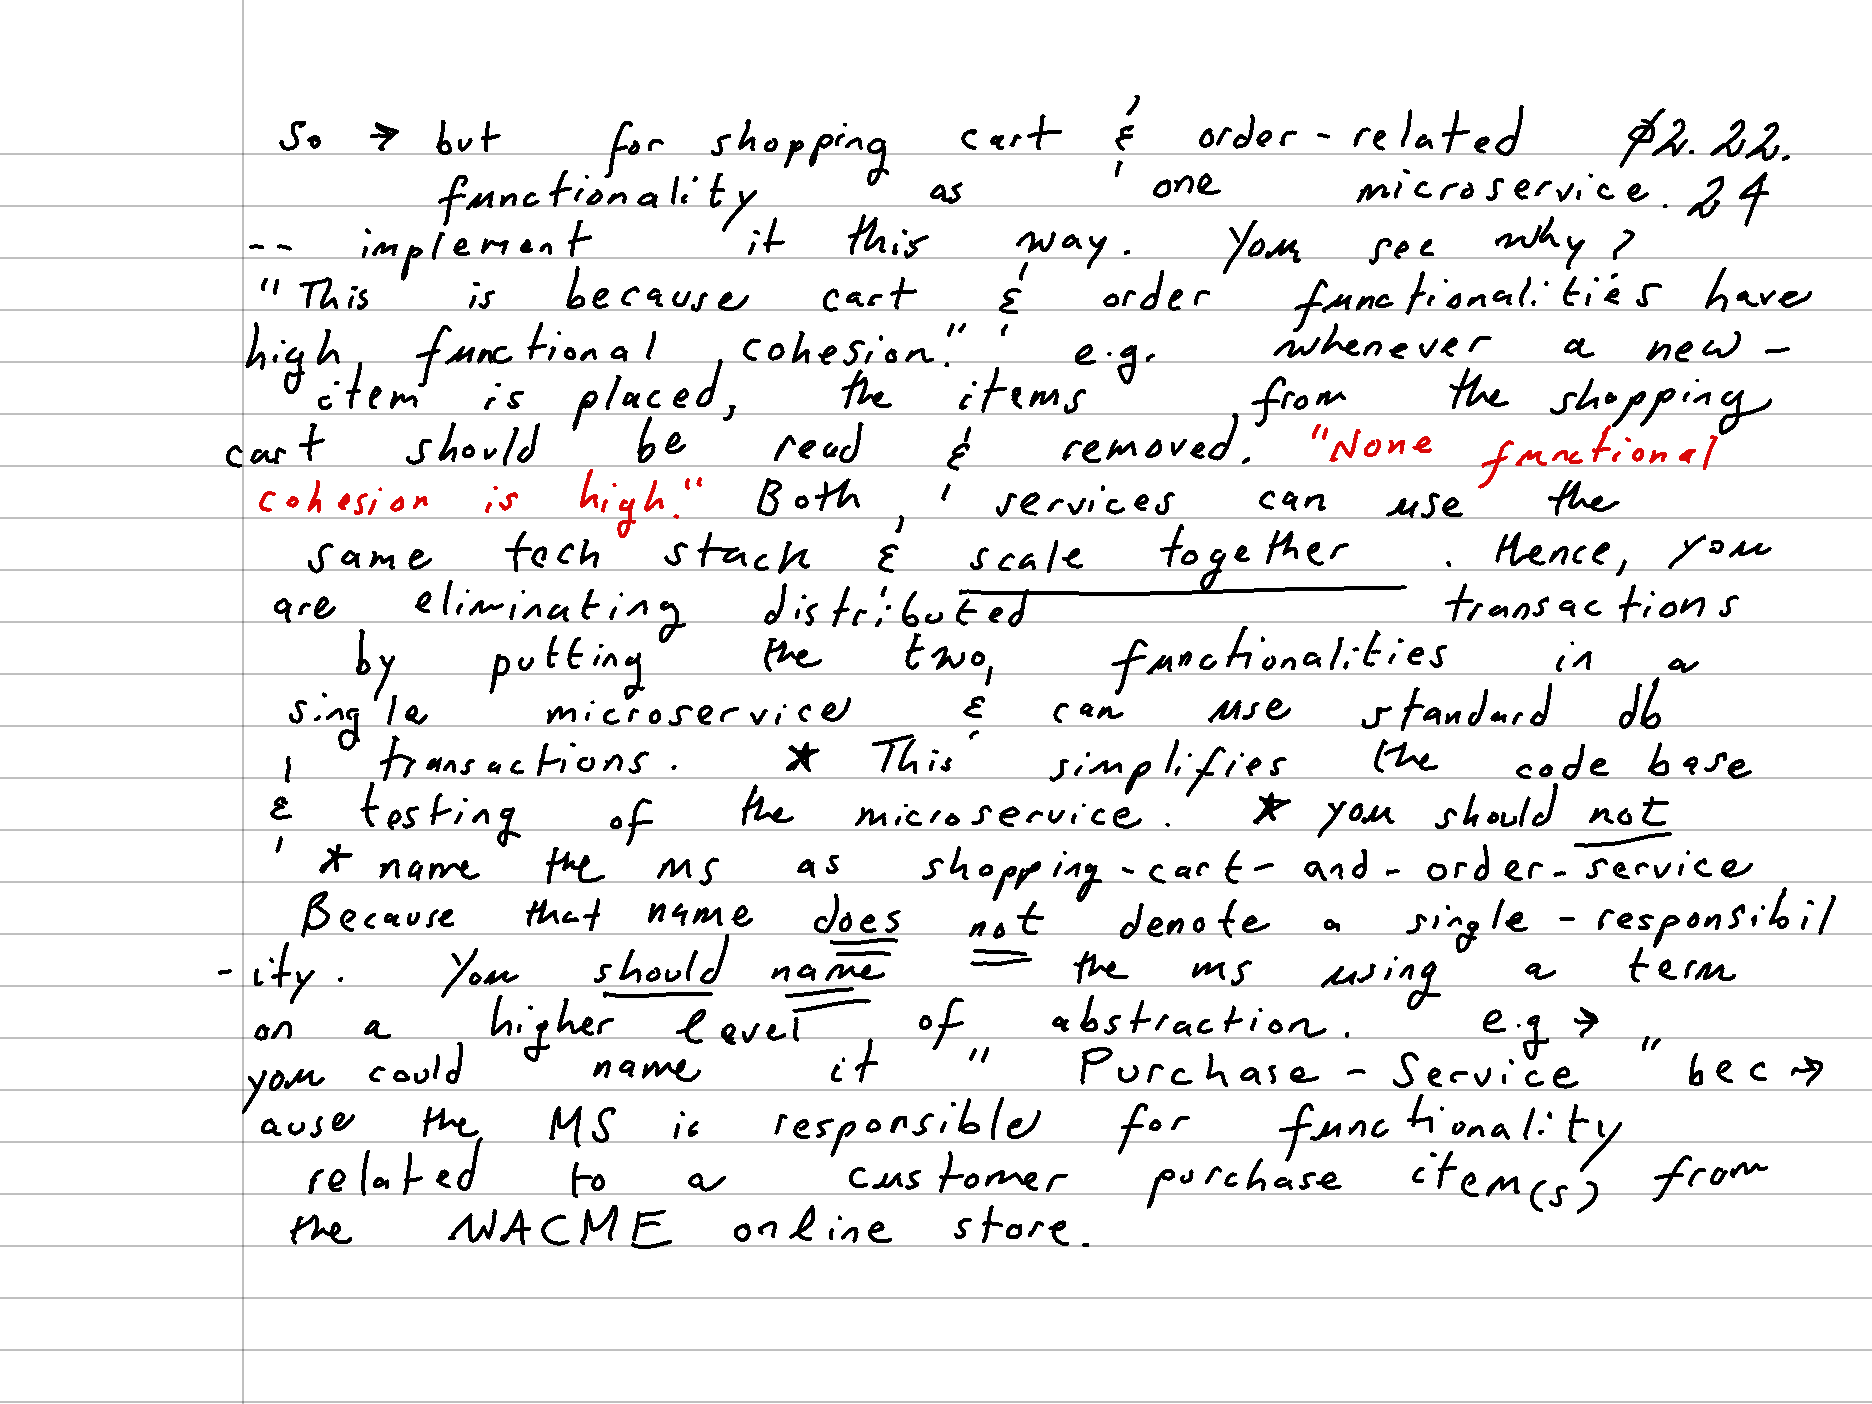 So → but for shopping cart & order-related ∅2.22.
functionality as one microservice. 24
-- implement it this way. You see why?
"This is because cart & order functionalities have
high functional cohesion." e.g. whenever a new-
item is placed, the items from the shopping
cart should be read & removed. "None functional
cohesion is high." Both services can use the
same tech stack & scale together. Hence, you
are eliminating distributed transactions
by putting the two functionalities in a
single microservice & can use standard db
transactions. * This simplifies the code base
& testing of the microservice. * you should not
* name the ms as shopping-cart-and-order-service
Because that name does not denote a single-responsibil
-ity. You should name the ms using a term
on a higher level of abstraction. e.g →
you could name it "Purchase-Service" bec →
ause the MS is responsible for functionality
related to a customer purchase item(s) from
the WACME online store.